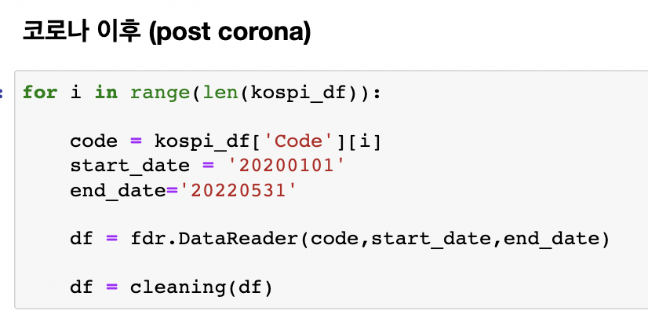 코로나 이후 (post corona)
: for i in range(len(kospi_df)):
code = kospi_df['Code'][i]
start_date = '20200101'
end_date='20220531'
df = fdr.DataReader(code,start_date,end_date)
df = cleaning(df)